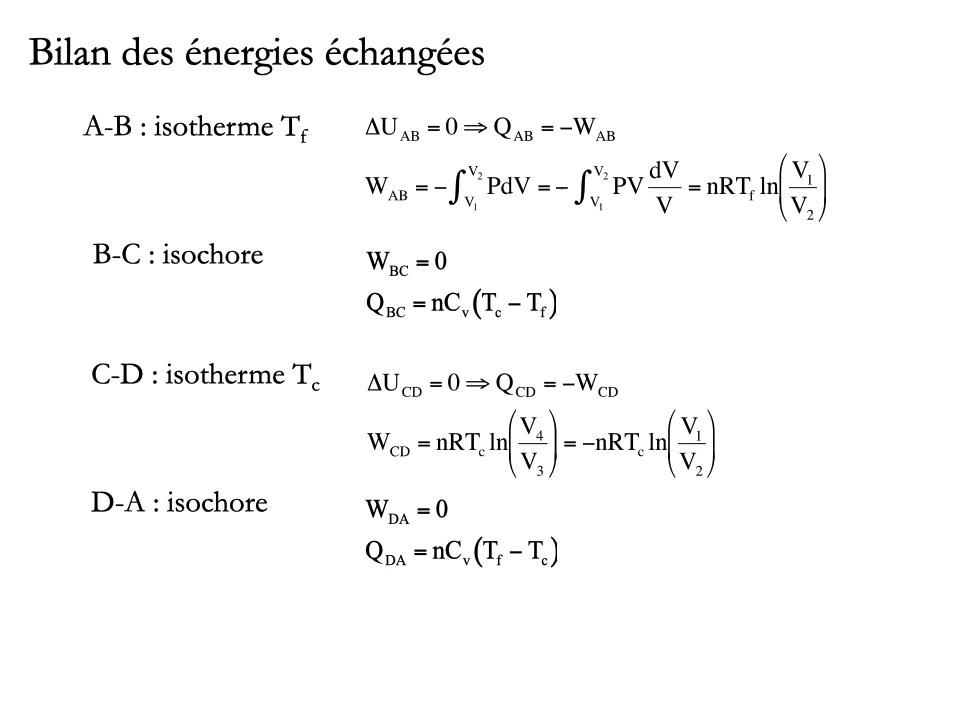 Bilan des énergies échangées
A-B : isotherme T_f
ΔU_AB = 0 ⇒ Q_AB = −W_AB
W_AB = −∫_{V_1}^{V_2} PdV = − ∫_{V_1}^{V_2} PV dV/V = nRT_f ln(V_1/V_2)
B-C : isochore
W_BC = 0
Q_BC = nC_v(T_c − T_f)
C-D : isotherme T_c
ΔU_CD = 0 ⇒ Q_CD = −W_CD
W_CD = nRT_c ln(V_4/V_3) = −nRT_c ln(V_1/V_2)
D-A : isochore
W_DA = 0
Q_DA = nC_v(T_f − T_c)